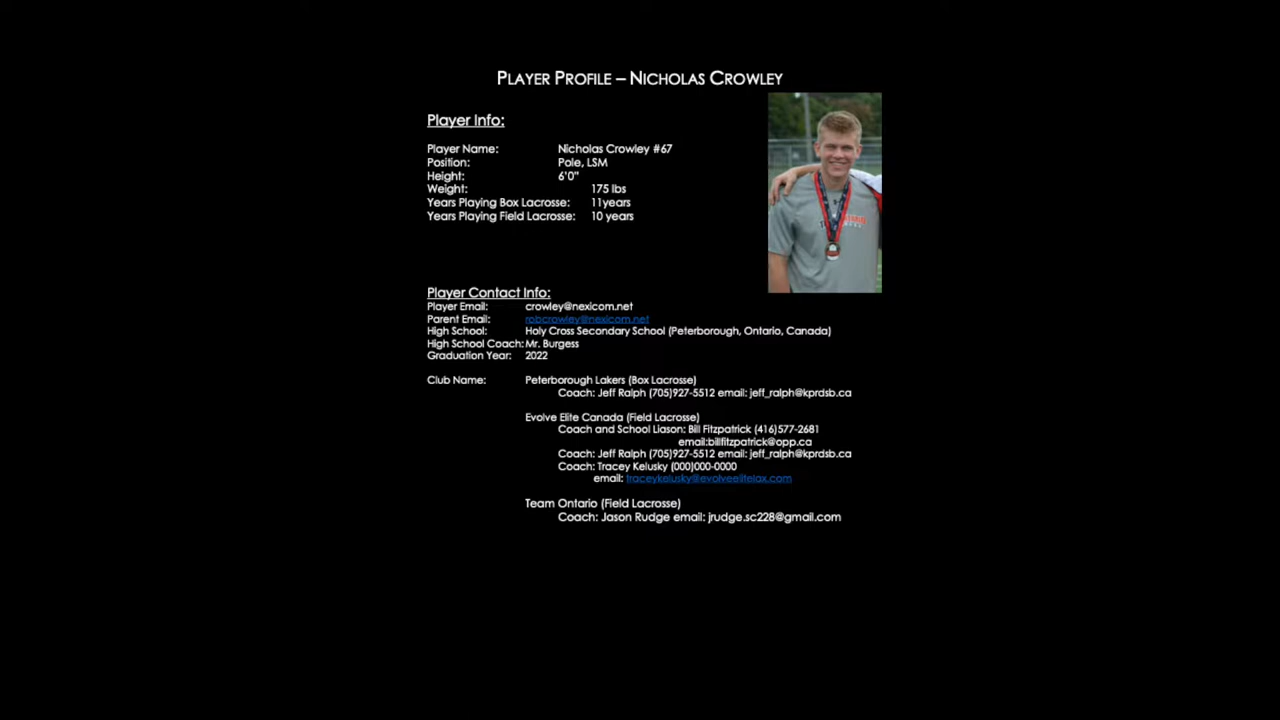 PLAYER PROFILE – NICHOLAS CROWLEY
Player Info:
Player Name: Nicholas Crowley #67
Position: Pole, LSM
Height: 6'0"
Weight: 175 lbs
Years Playing Box Lacrosse: 11years
Years Playing Field Lacrosse: 10 years
Player Contact Info:
Player Email: crowley@nexicom.net
Parent Email: robcrowley@nexicom.net
High School: Holy Cross Secondary School (Peterborough, Ontario, Canada)
High School Coach: Mr. Burgess
Graduation Year: 2022
Club Name: Peterborough Lakers (Box Lacrosse)
Coach: Jeff Ralph (705)927-5512 email: jeff_ralph@kprdsb.ca
Evolve Elite Canada (Field Lacrosse)
Coach and School Liason: Bill Fitzpatrick (416)577-2681
email:billfitzpatrick@opp.ca
Coach: Jeff Ralph (705)927-5512 email: jeff_ralph@kprdsb.ca
Coach: Tracey Kelusky (000)000-0000
email: traceykelusky@evolveelitelax.com
Team Ontario (Field Lacrosse)
Coach: Jason Rudge email: jrudge.sc228@gmail.com